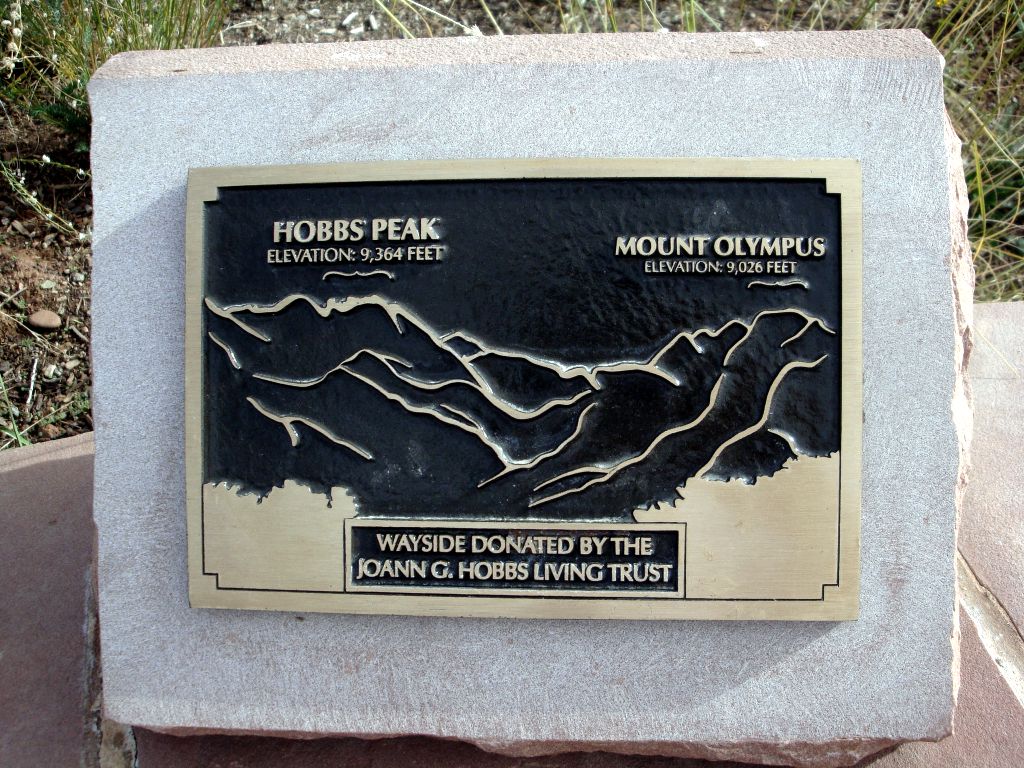 HOBBS PEAK
ELEVATION: 9,364 FEET
MOUNT OLYMPUS
ELEVATION: 9,026 FEET
WAYSIDE DONATED BY THE
JOANN G. HOBBS LIVING TRUST